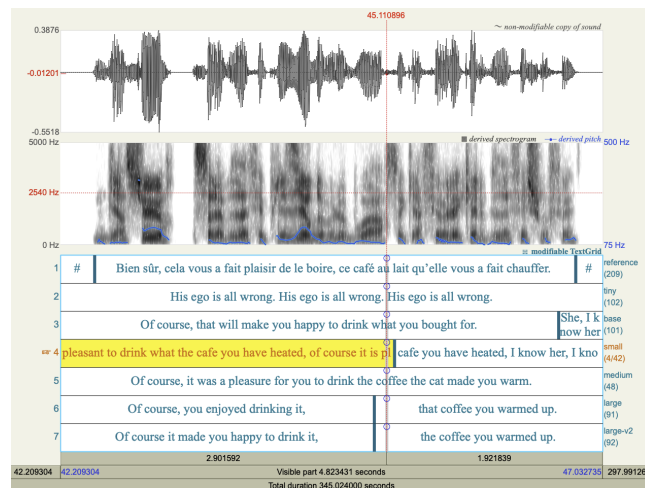 45.110896
0.3876
~ non-modifiable copy of sound
-0.01201
-0.5518
5000 Hz
derived spectrogram derived pitch
500 Hz
2540 Hz
0 Hz
75 Hz
modifiable TextGrid
1 # Bien sûr, cela vous a fait plaisir de le boire, ce café au lait qu'elle vous a fait chauffer. # reference (209)
2 His ego is all wrong. His ego is all wrong. His ego is all wrong. tiny (102)
3 Of course, that will make you happy to drink what you bought for. She, I k
now her base (101)
4 pleasant to drink what the cafe you have heated, of course it is pl cafe you have heated, I know her, I kno small (4/42)
5 Of course, it was a pleasure for you to drink the coffee the cat made you warm. medium (48)
6 Of course, you enjoyed drinking it, that coffee you warmed up. large (91)
7 Of course it made you happy to drink it, the coffee you warmed up. large-v2 (92)
2.901592 1.921839
42.209304 42.209304 Visible part 4.823431 seconds 47.032735 297.99126
Total duration 345.024000 seconds